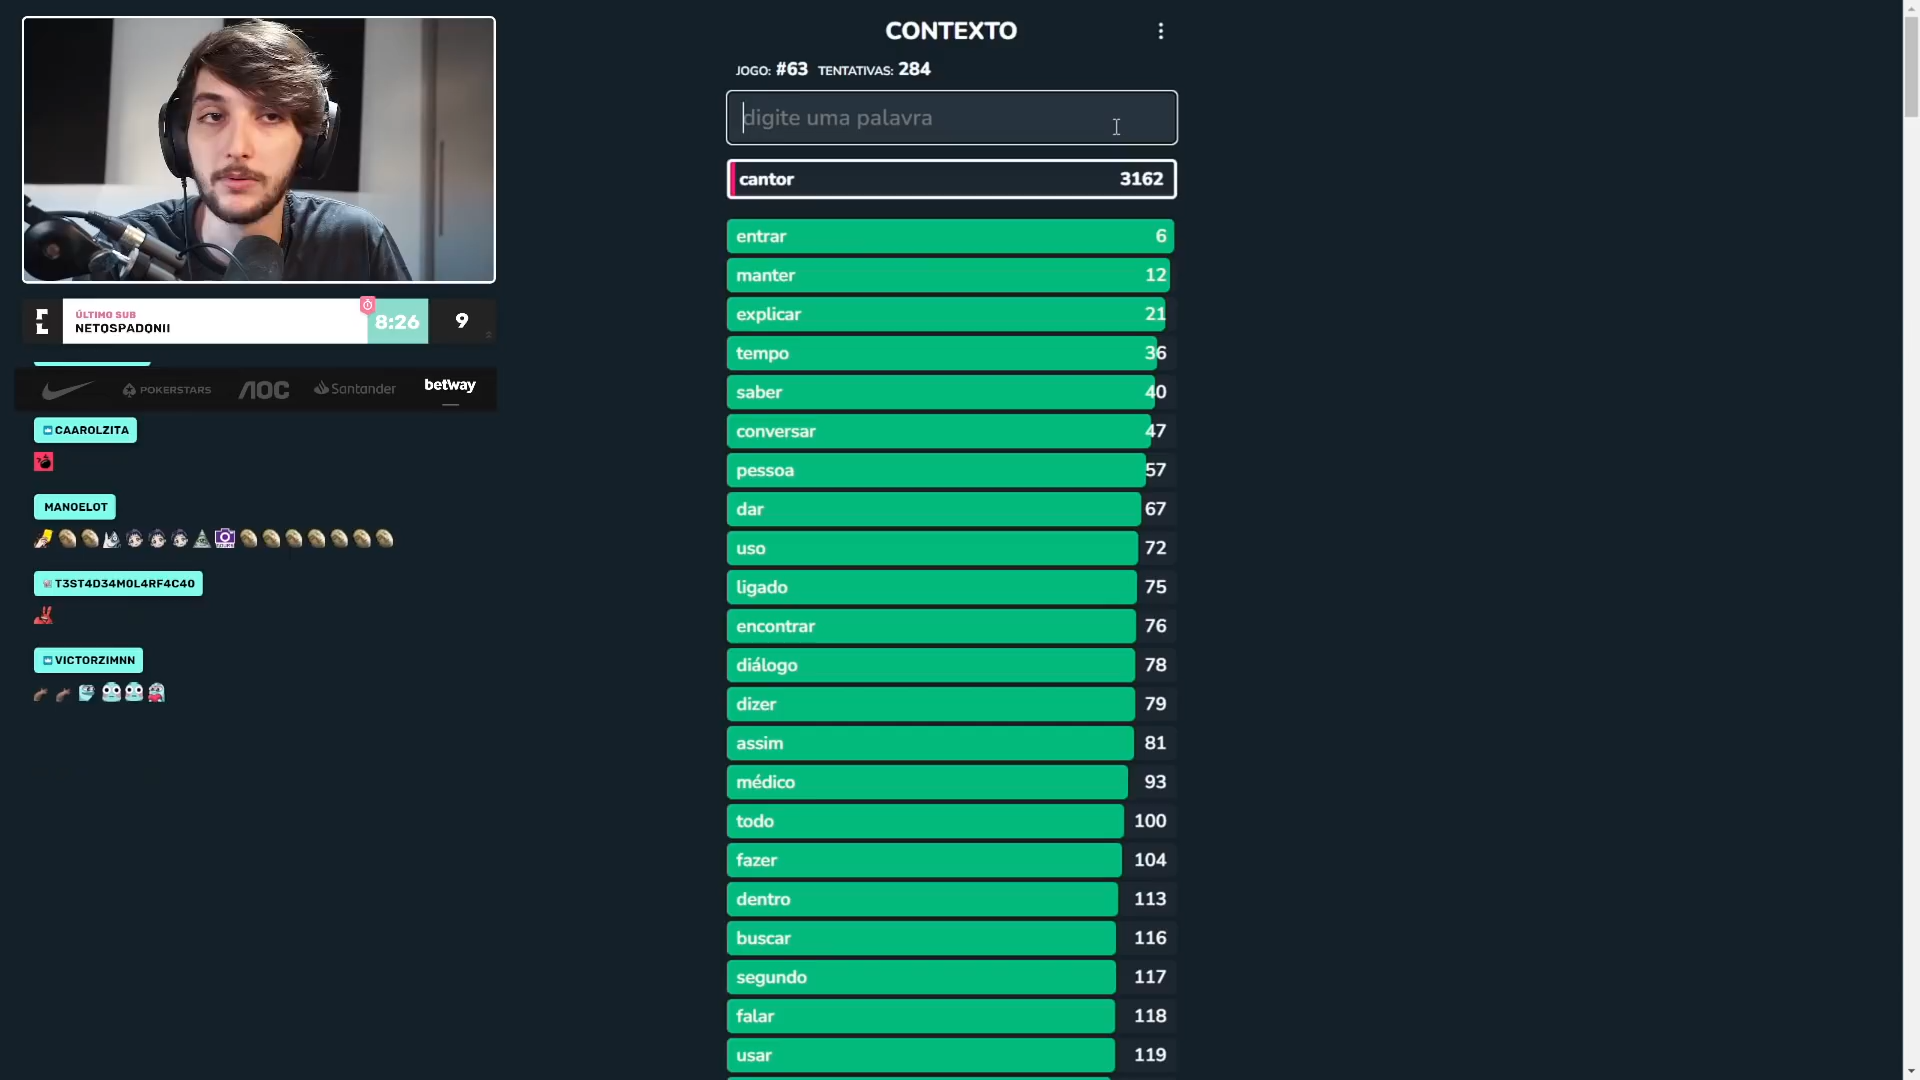 CONTEXTO
JOGO: #63 TENTATIVAS: 284
digite uma palavra
cantor 3162
entrar 6
manter 12
explicar 21
tempo 36
saber 40
conversar 47
pessoa 57
dar 67
uso 72
ligado 75
encontrar 76
diálogo 78
dizer 79
assim 81
médico 93
todo 100
fazer 104
dentro 113
buscar 116
segundo 117
falar 118
usar 119
ÚLTIMO SUB
NETQSPADQNII
8:26
9
POKERSTARS AOC Santander betway
CAAROLZITA
MANOELOT
T3ST4D34M0L4RF4C40
VICTORZIMNN